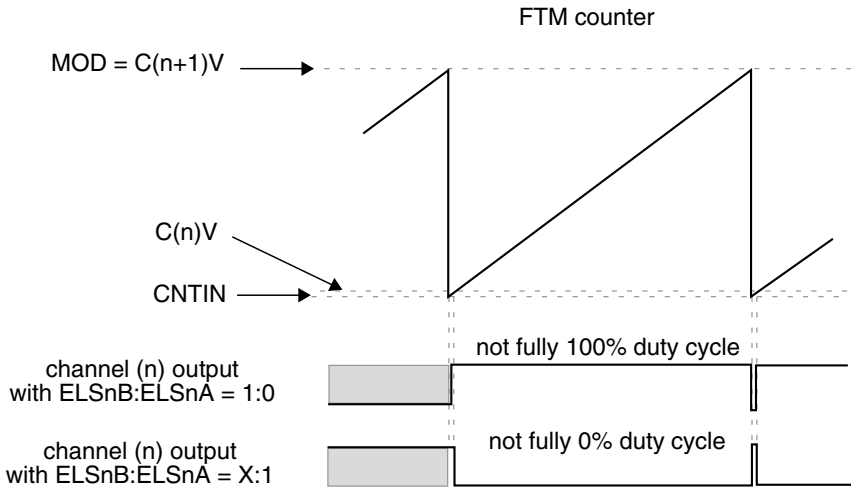 FTM counter
MOD = C(n+1)V
C(n)V
CNTIN
not fully 100% duty cycle
channel (n) output
with ELSnB:ELSnA = 1:0
not fully 0% duty cycle
channel (n) output
with ELSnB:ELSnA = X:1